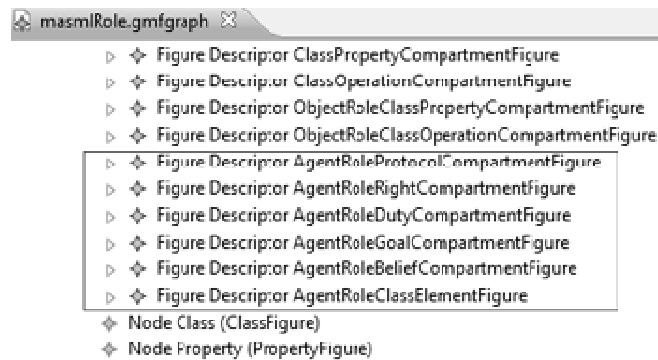 masmlRole.gmfgraph
Figure Descriptor ClassPropertyCompartmentFigure
Figure Descriptor ClassOperationCompartmentFigure
Figure Descriptor ObjectRoleClassPropertyCompartmentFigure
Figure Descriptor ObjectRoleClassOperationCompartmentFigure
Figure Descriptor AgentRoleProtocolCompartmentFigure
Figure Descriptor AgentRoleRightCompartmentFigure
Figure Descriptor AgentRoleDutyCompartmentFigure
Figure Descriptor AgentRoleGoalCompartmentFigure
Figure Descriptor AgentRoleBeliefCompartmentFigure
Figure Descriptor AgentRoleClassElementFigure
Node Class (ClassFigure)
Node Property (PropertyFigure)